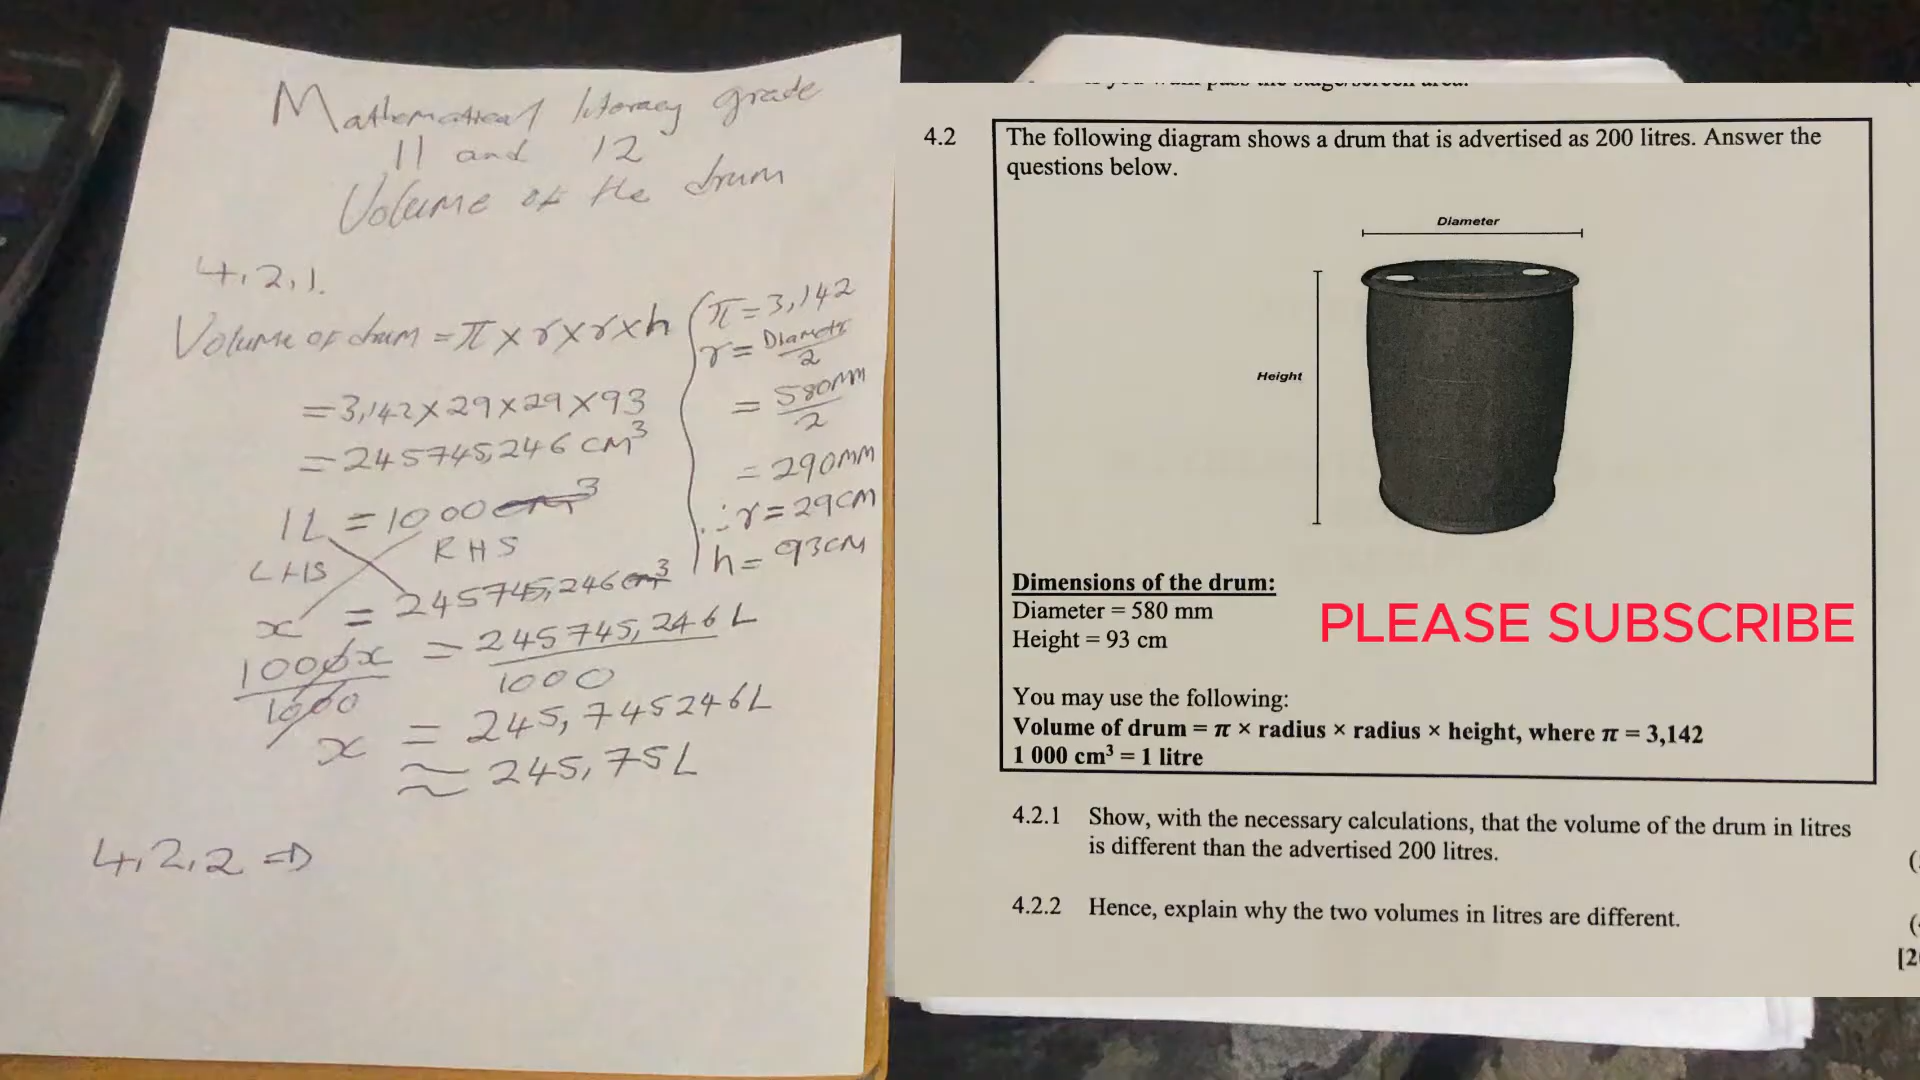 Mathematical literacy grade
11 and 12
Volume of the drum
4,2,1.
Volume of drum = π × r × r × h
= 3,142 × 29 × 29 × 93
= 245745,246 cm³
1L = 1000 cm³
LHS RHS
x = 245745,246 cm³
1000x = 245745,246 L
1000 1000
x = 245,745246L
≈ 245,75L
π = 3,142
r = Diametr
2
= 580mm
2
= 290mm
∴ r = 29cm
h = 93cm
4,2,2 ⇒
4.2 The following diagram shows a drum that is advertised as 200 litres. Answer the
questions below.
Diameter
Height
Dimensions of the drum:
Diameter = 580 mm
Height = 93 cm
PLEASE SUBSCRIBE
You may use the following:
Volume of drum = π × radius × radius × height, where π = 3,142
1 000 cm³ = 1 litre
4.2.1 Show, with the necessary calculations, that the volume of the drum in litres
is different than the advertised 200 litres.
4.2.2 Hence, explain why the two volumes in litres are different.